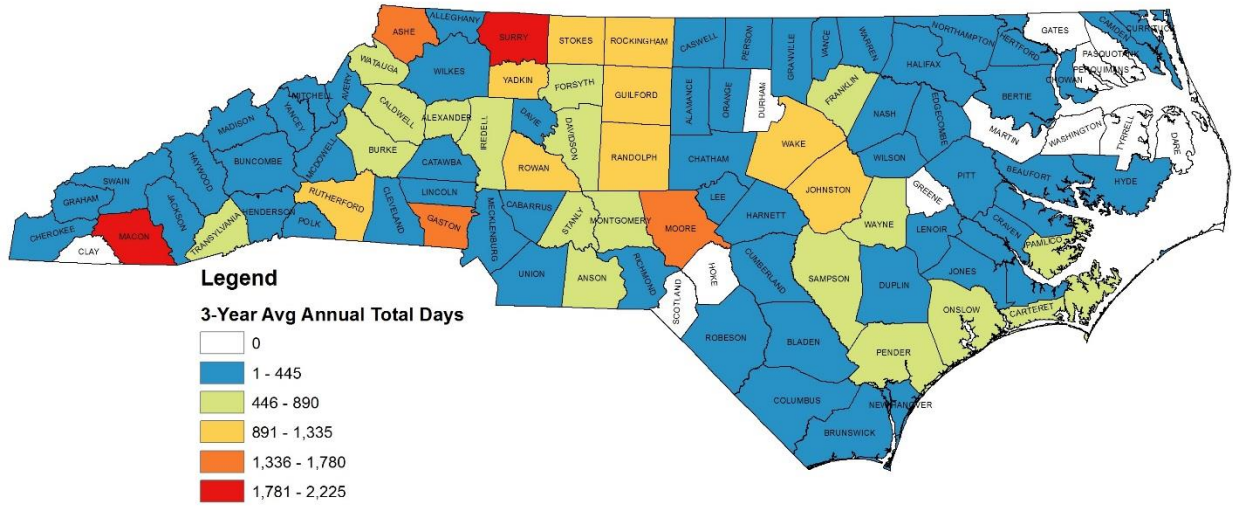 ASHE
ALLEGHANY
SURRY
STOKES
ROCKINGHAM
CASWELL
PERSON
GRANVILLE
VANCE
WARREN
NORTHAMPTON
HERTFORD
GATES
CAMDEN
CURRITUCK
PASQUOTANK
PERQUIMANS
CHOWAN
HALIFAX
BERTIE
WATAUGA
WILKES
YADKIN
FORSYTH
GUILFORD
ALAMANCE
ORANGE
DURHAM
FRANKLIN
NASH
EDGECOMBE
MARTIN
WASHINGTON
TYRRELL
DARE
AVERY
MITCHELL
YANCEY
MADISON
CALDWELL
ALEXANDER
IREDELL
DAVIE
DAVIDSON
RANDOLPH
CHATHAM
WAKE
WILSON
PITT
BEAUFORT
HYDE
HAYWOOD
BUNCOMBE
MCDOWELL
BURKE
CATAWBA
ROWAN
JOHNSTON
GREENE
SWAIN
GRAHAM
JACKSON
HENDERSON
RUTHERFORD
POLK
CLEVELAND
LINCOLN
GASTON
MECKLENBURG
CABARRUS
STANLY
MONTGOMERY
MOORE
LEE
HARNETT
WAYNE
LENOIR
CRAVEN
PAMLICO
CHEROKEE
CLAY
MACON
TRANSYLVANIA
UNION
ANSON
RICHMOND
SCOTLAND
HOKE
CUMBERLAND
SAMPSON
DUPLIN
JONES
ONSLOW
CARTERET
ROBESON
BLADEN
PENDER
COLUMBUS
NEW HANOVER
BRUNSWICK
Legend
3-Year Avg Annual Total Days
0
1 - 445
446 - 890
891 - 1,335
1,336 - 1,780
1,781 - 2,225